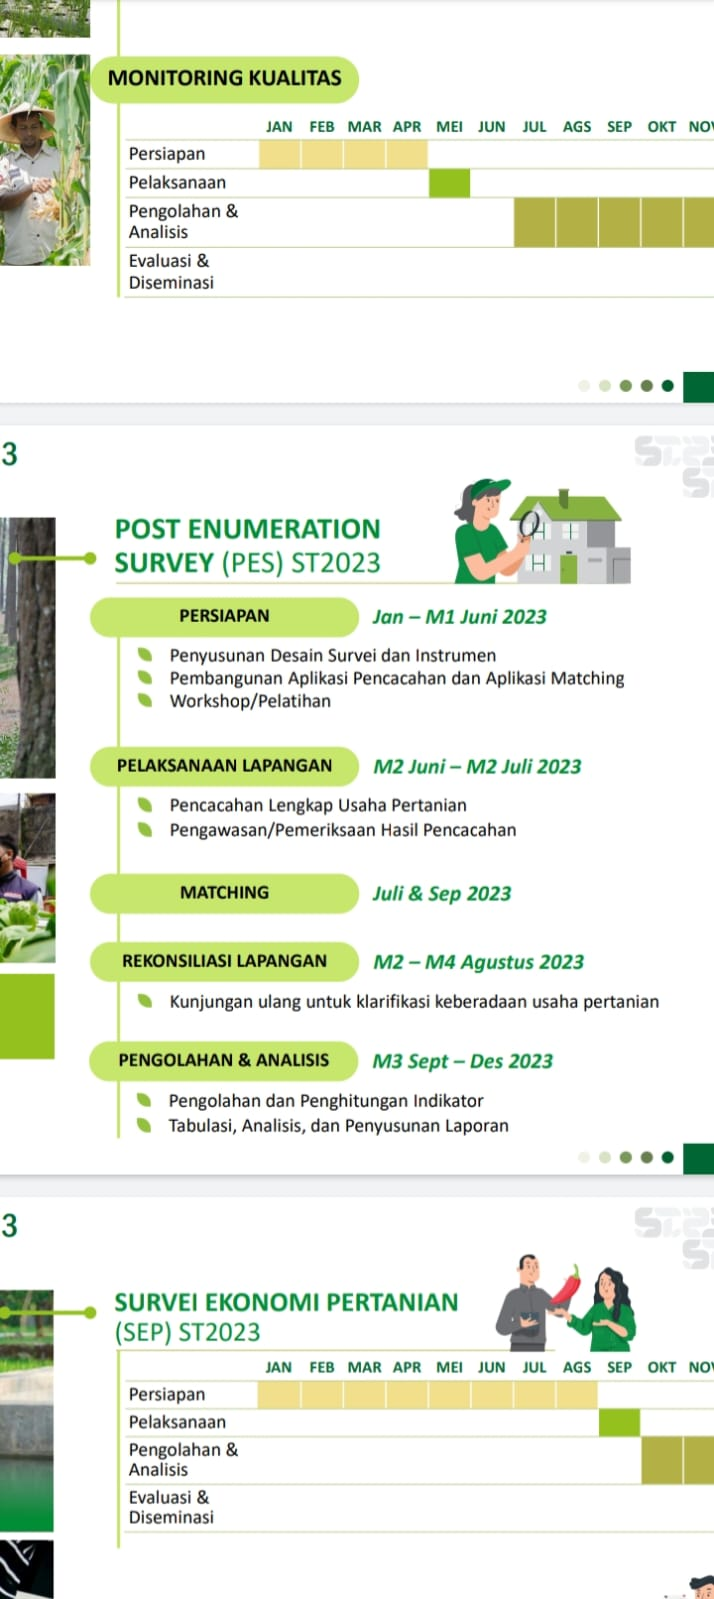 MONITORING KUALITAS
JAN FEB MAR APR MEI JUN JUL AGS SEP OKT
Persiapan
Pelaksanaan
Pengolahan &
Analisis
Evaluasi &
Diseminasi
3
POST ENUMERATION
SURVEY (PES) ST2023
PERSIAPAN Jan – M1 Juni 2023
Penyusunan Desain Survei dan Instrumen
Pembangunan Aplikasi Pencacahan dan Aplikasi Matching
Workshop/Pelatihan
PELAKSANAAN LAPANGAN M2 Juni – M2 Juli 2023
Pencacahan Lengkap Usaha Pertanian
Pengawasan/Pemeriksaan Hasil Pencacahan
MATCHING Juli & Sep 2023
REKONSILIASI LAPANGAN M2 – M4 Agustus 2023
Kunjungan ulang untuk klarifikasi keberadaan usaha pertanian
PENGOLAHAN & ANALISIS M3 Sept – Des 2023
Pengolahan dan Penghitungan Indikator
Tabulasi, Analisis, dan Penyusunan Laporan
3
SURVEI EKONOMI PERTANIAN
(SEP) ST2023
JAN FEB MAR APR MEI JUN JUL AGS SEP OKT
Persiapan
Pelaksanaan
Pengolahan &
Analisis
Evaluasi &
Diseminasi